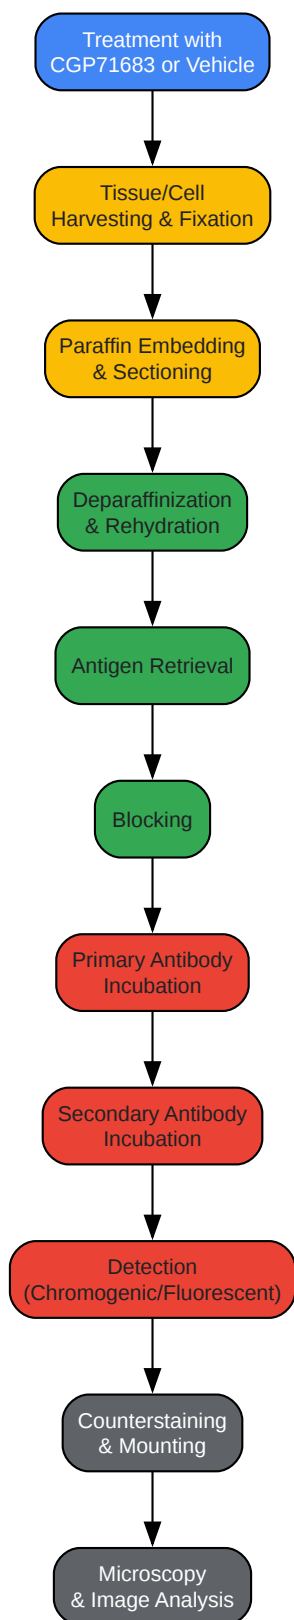 Treatment with
CGP71683 or Vehicle
Tissue/Cell
Harvesting & Fixation
Paraffin Embedding
& Sectioning
Deparaffinization
& Rehydration
Antigen Retrieval
Blocking
Primary Antibody
Incubation
Secondary Antibody
Incubation
Detection
(Chromogenic/Fluorescent)
Counterstaining
& Mounting
Microscopy
& Image Analysis